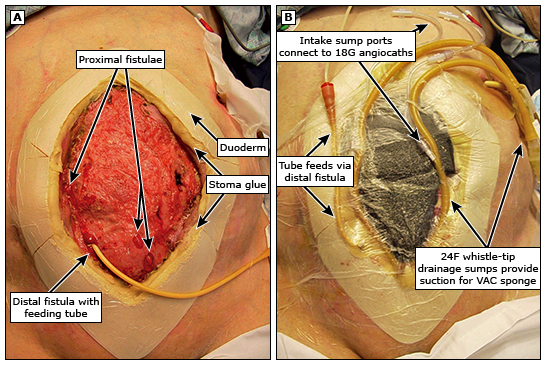 A
Proximal fistulae
Duoderm
Stoma glue
Distal fistula with
feeding tube
B
Intake sump ports
connect to 18G angiocaths
Tube feeds via
distal fistula
24F whistle-tip
drainage sumps provide
suction for VAC sponge